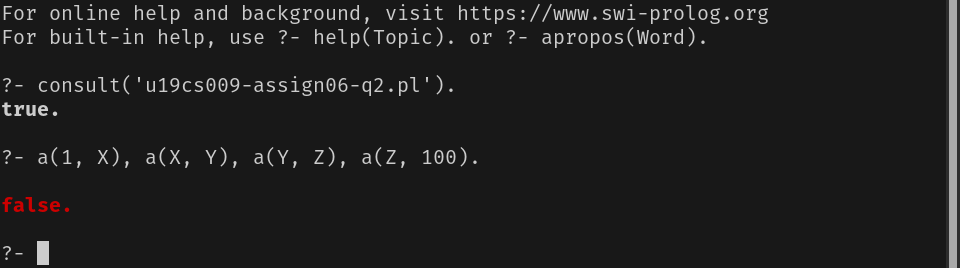 For online help and background, visit https://www.swi-prolog.org
For built-in help, use ?- help(Topic). or ?- apropos(Word).
?- consult('u19cs009-assign06-q2.pl').
true.
?- a(1, X), a(X, Y), a(Y, Z), a(Z, 100).
false.
?-